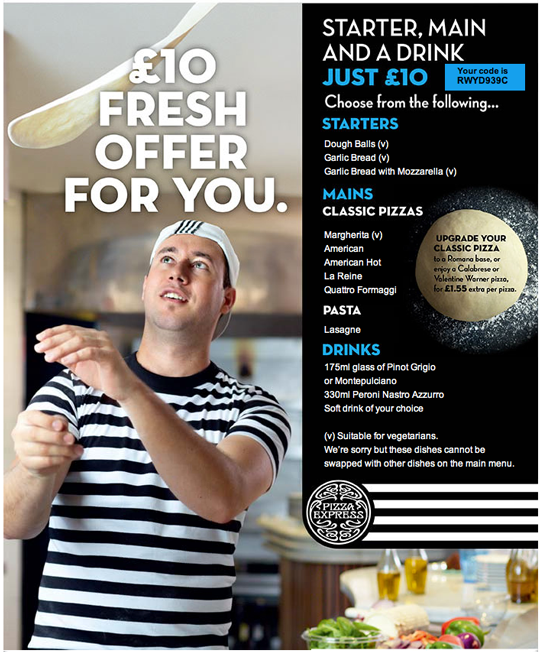 £10
FRESH
OFFER
FOR YOU.
STARTER, MAIN
AND A DRINK
JUST £10
Your code is
RWYD939C
Choose from the following...
STARTERS
Dough Balls (v)
Garlic Bread (v)
Garlic Bread with Mozzarella (v)
MAINS
CLASSIC PIZZAS
Margherita (v)
American
American Hot
La Reine
Quattro Formaggi
UPGRADE YOUR
CLASSIC PIZZA
to a Romana base, or
enjoy a Calabrese or
Valentine Warner pizza,
for £1.55 extra per pizza.
PASTA
Lasagne
DRINKS
175ml glass of Pinot Grigio
or Montepulciano
330ml Peroni Nastro Azzurro
Soft drink of your choice
(v) Suitable for vegetarians.
We're sorry but these dishes cannot be
swapped with other dishes on the main menu.
PIZZA
EXPRESS